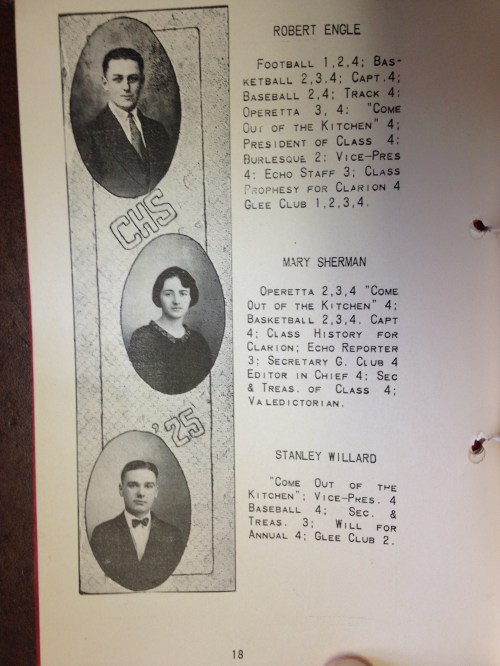 ROBERT ENGLE
FOOTBALL 1,2,4; BAS-
KETBALL 2,3.4; CAPT.4;
BASEBALL 2,4; TRACK 4:
OPERETTA 3, 4: "COME
OUT OF THE KITCHEN" 4;
PRESIDENT OF CLASS 4:
BURLESQUE 2: VICE-PRES
4: ECHO STAFF 3; CLASS
PROPHESY FOR CLARION 4
GLEE CLUB 1,2,3,4.
CHS
MARY SHERMAN
OPERETTA 2,3,4 "COME
OUT OF THE KITCHEN" 4;
BASKETBALL 2,3,4. CAPT
4; CLASS HISTORY FOR
CLARION; ECHO REPORTER
3; SECRETARY G. CLUB 4
EDITOR IN CHIEF 4; SEC
& TREAS. OF CLASS 4;
VALEDICTORIAN.
'25
STANLEY WILLARD
"COME OUT OF THE
KITCHEN"; VICE-PRES. 4
BASEBALL 4; SEC. &
TREAS. 3; WILL FOR
ANNUAL 4; GLEE CLUB 2.
18